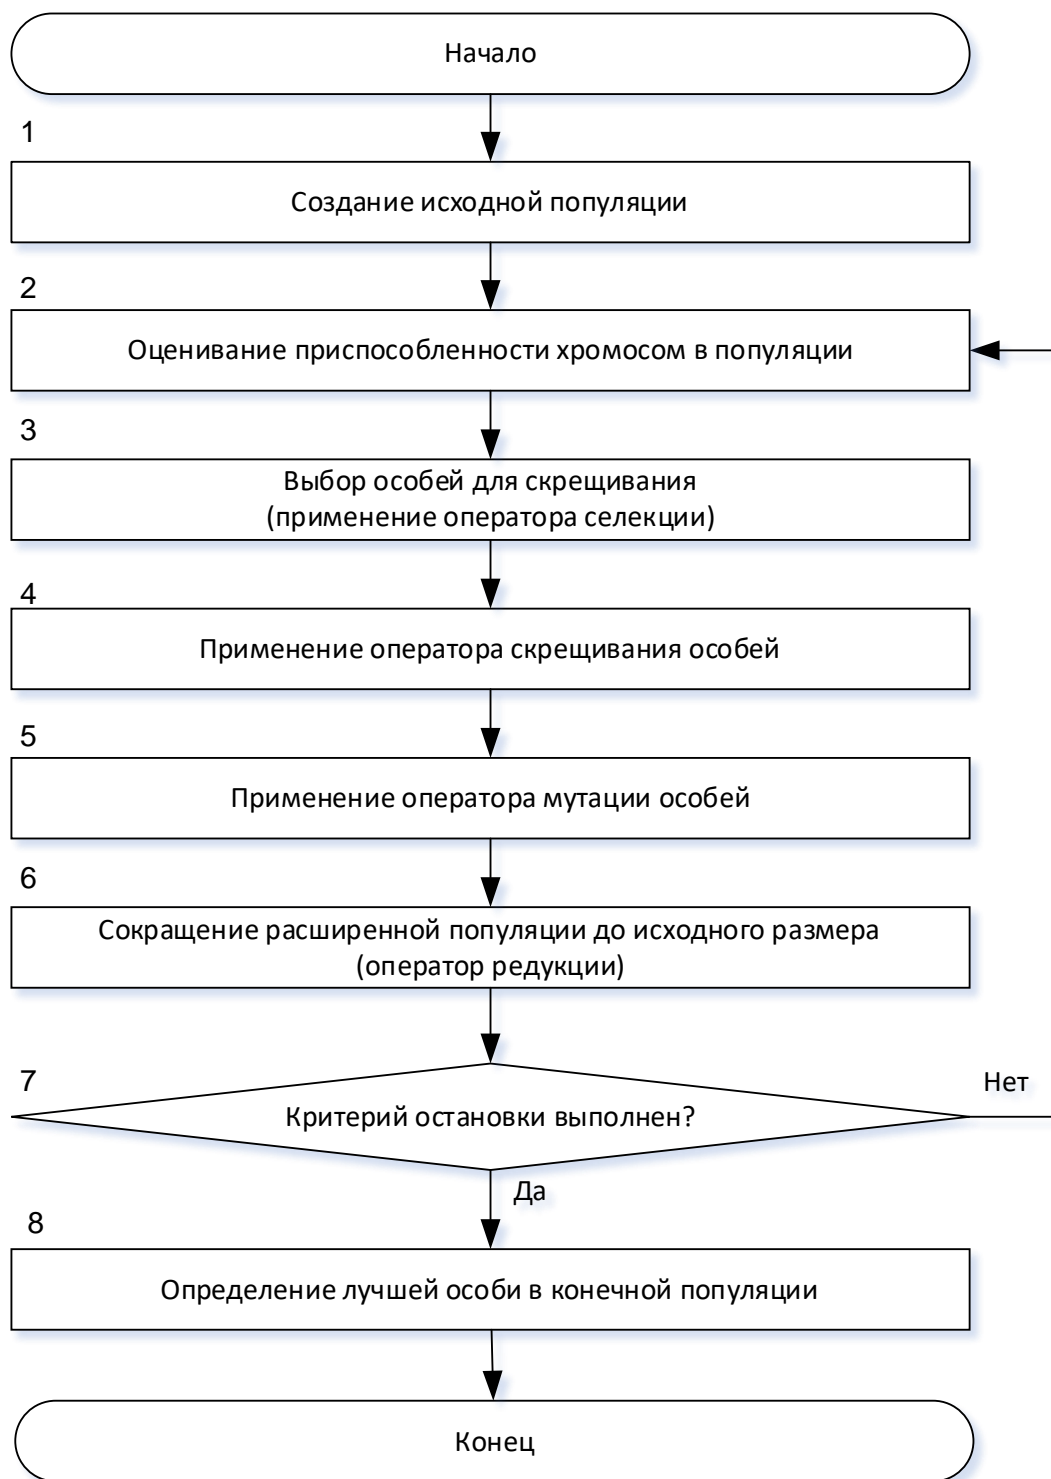 Начало
1
Создание исходной популяции
2
Оценивание приспособленности хромосом в популяции
3
Выбор особей для скрещивания
(применение оператора селекции)
4
Применение оператора скрещивания особей
5
Применение оператора мутации особей
6
Сокращение расширенной популяции до исходного размера
(оператор редукции)
7
Нет
Критерий остановки выполнен?
Да
8
Определение лучшей особи в конечной популяции
Конец